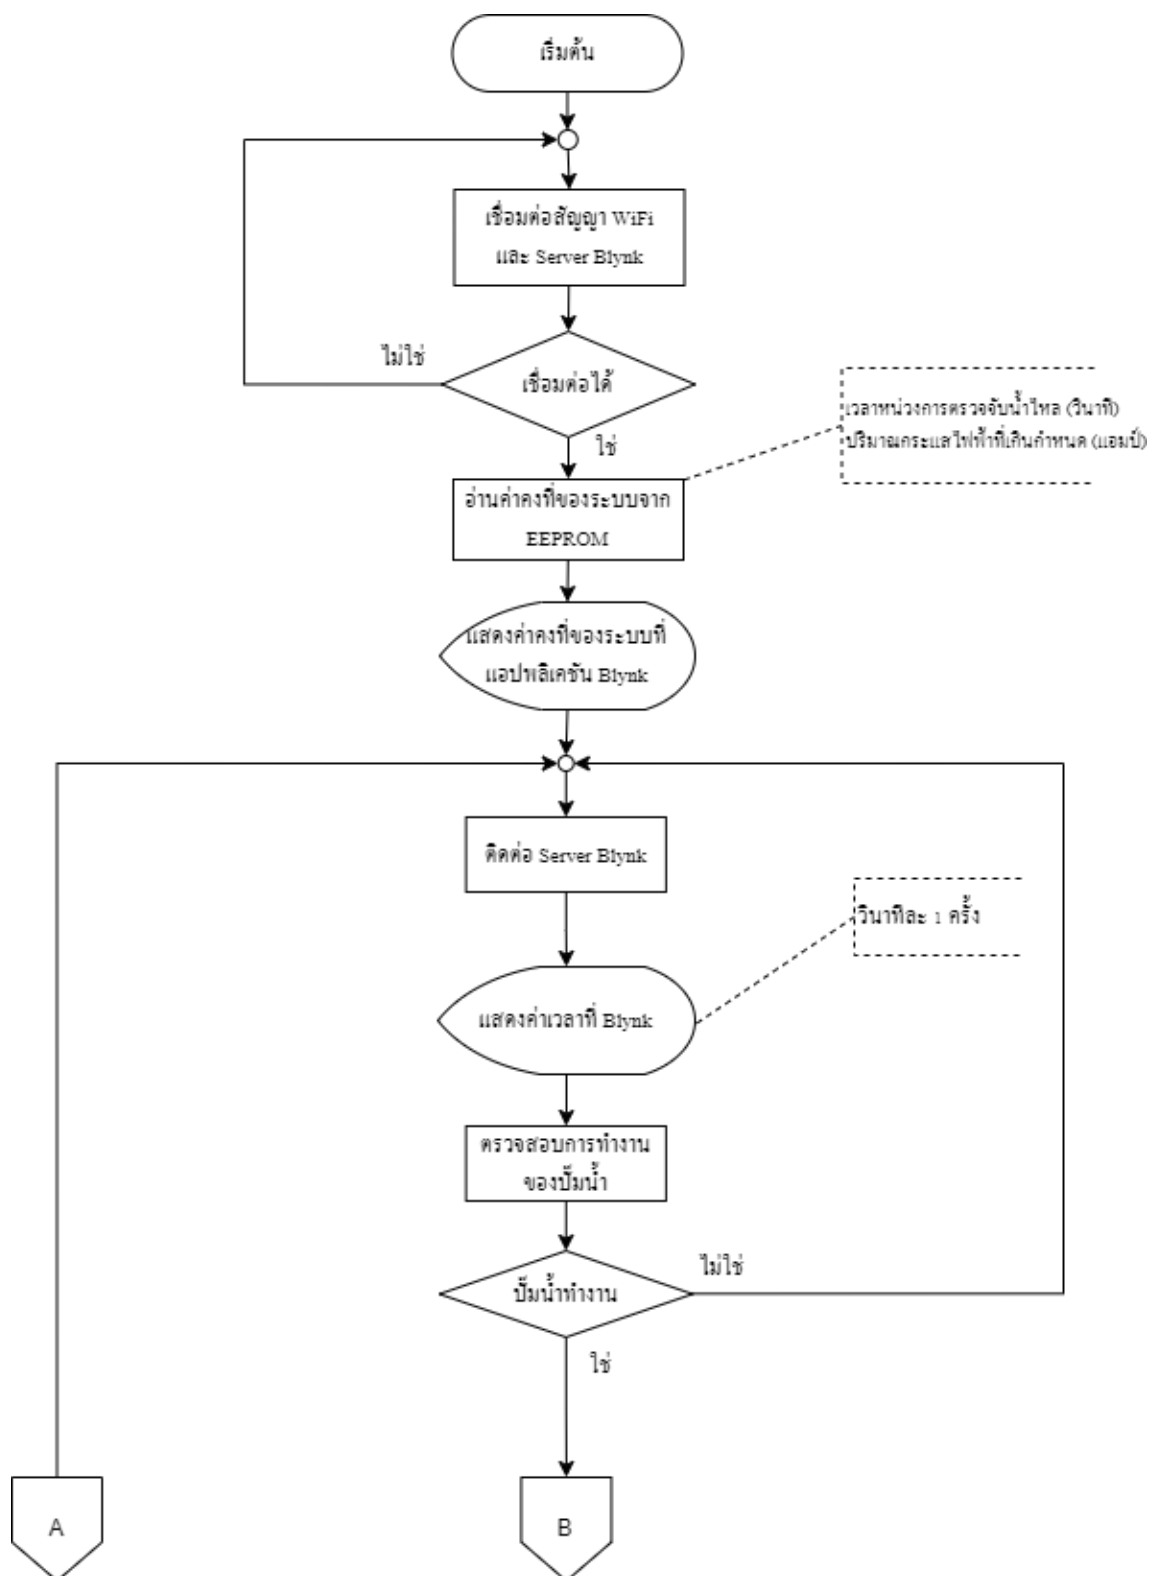 เริ่มต้น
เชื่อมต่อสัญญา WiFi
และ Server Blynk
ไม่ใช่
เชื่อมต่อได้
ใช่
เวลาหน่วงการตรวจจับน้ำไหล (วินาที)
ปริมาณกระแสไฟฟ้าที่เกินกำหนด (แอมป์)
อ่านค่าคงที่ของระบบจาก
EEPROM
แสดงค่าคงที่ของระบบที่
แอปพลิเคชัน Blynk
ติดต่อ Server Blynk
วินาทีละ 1 ครั้ง
แสดงค่าเวลาที่ Blynk
ตรวจสอบการทำงาน
ของปั๊มน้ำ
ไม่ใช่
ปั๊มน้ำทำงาน
ใช่
A
B